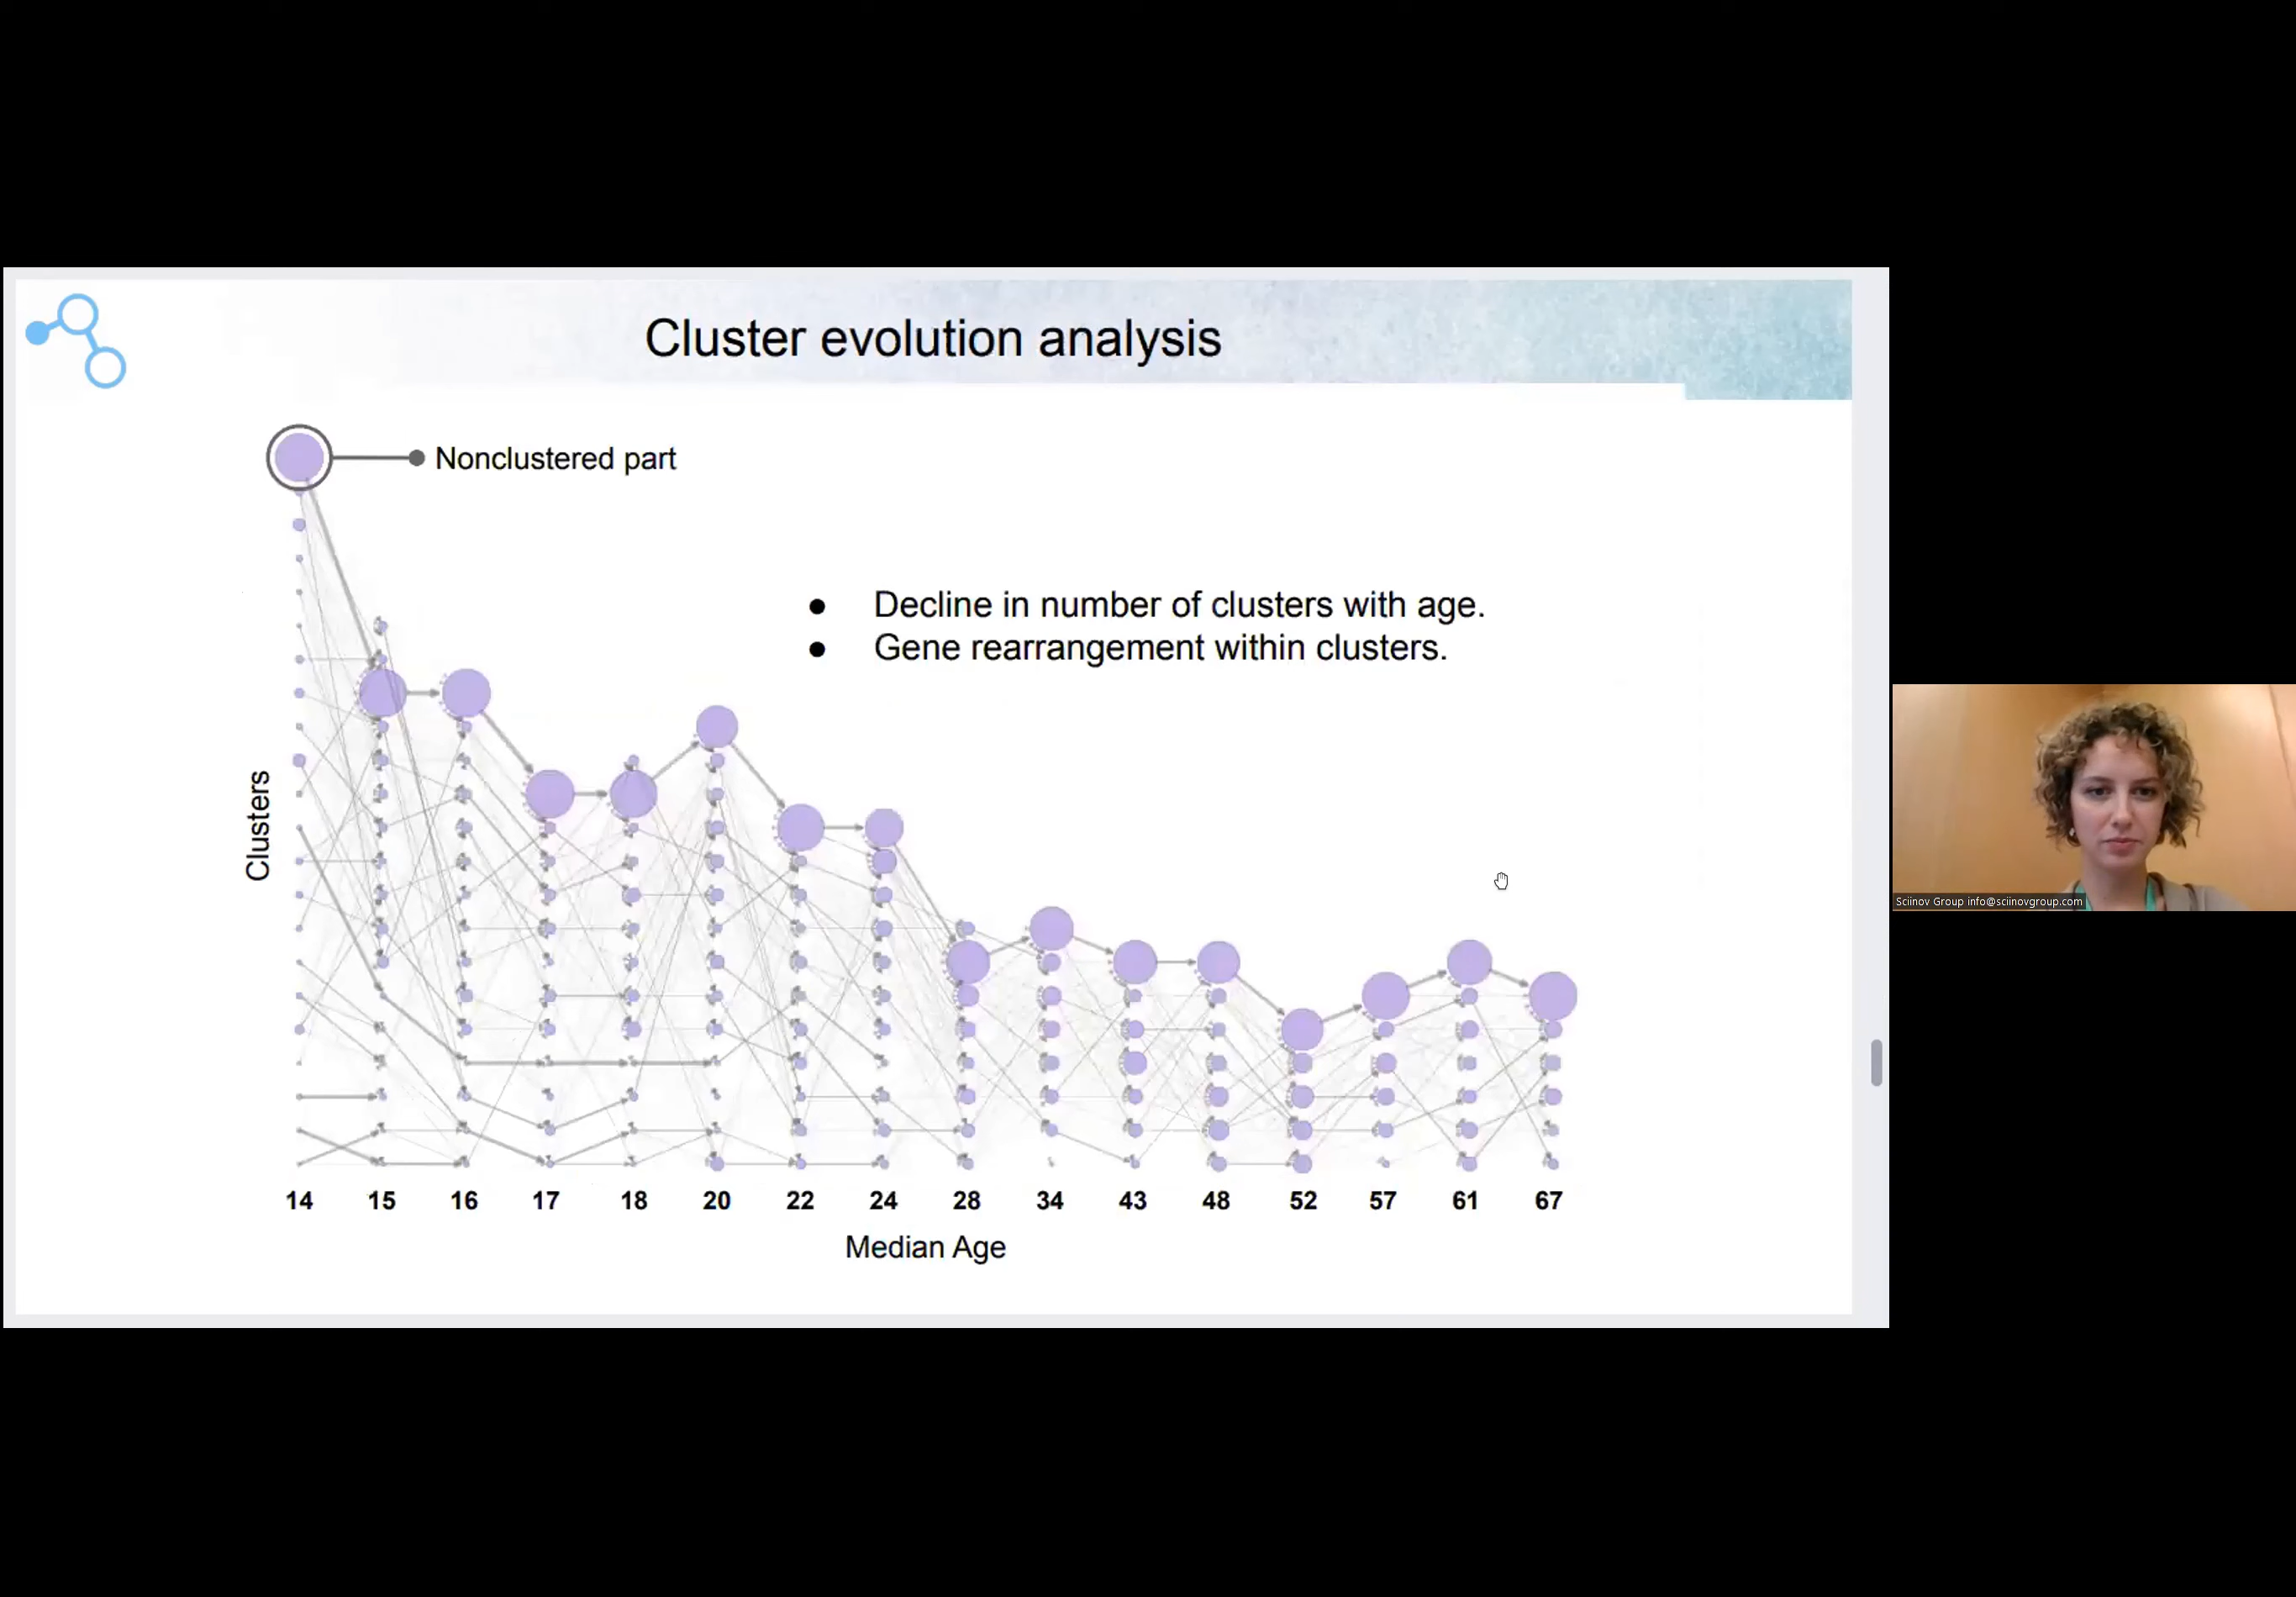 Cluster evolution analysis
Nonclustered part
● Decline in number of clusters with age.
● Gene rearrangement within clusters.
Clusters
14 15 16 17 18 20 22 24 28 34 43 48 52 57 61 67
Median Age
Sciinov Group info@sciinovgroup.com